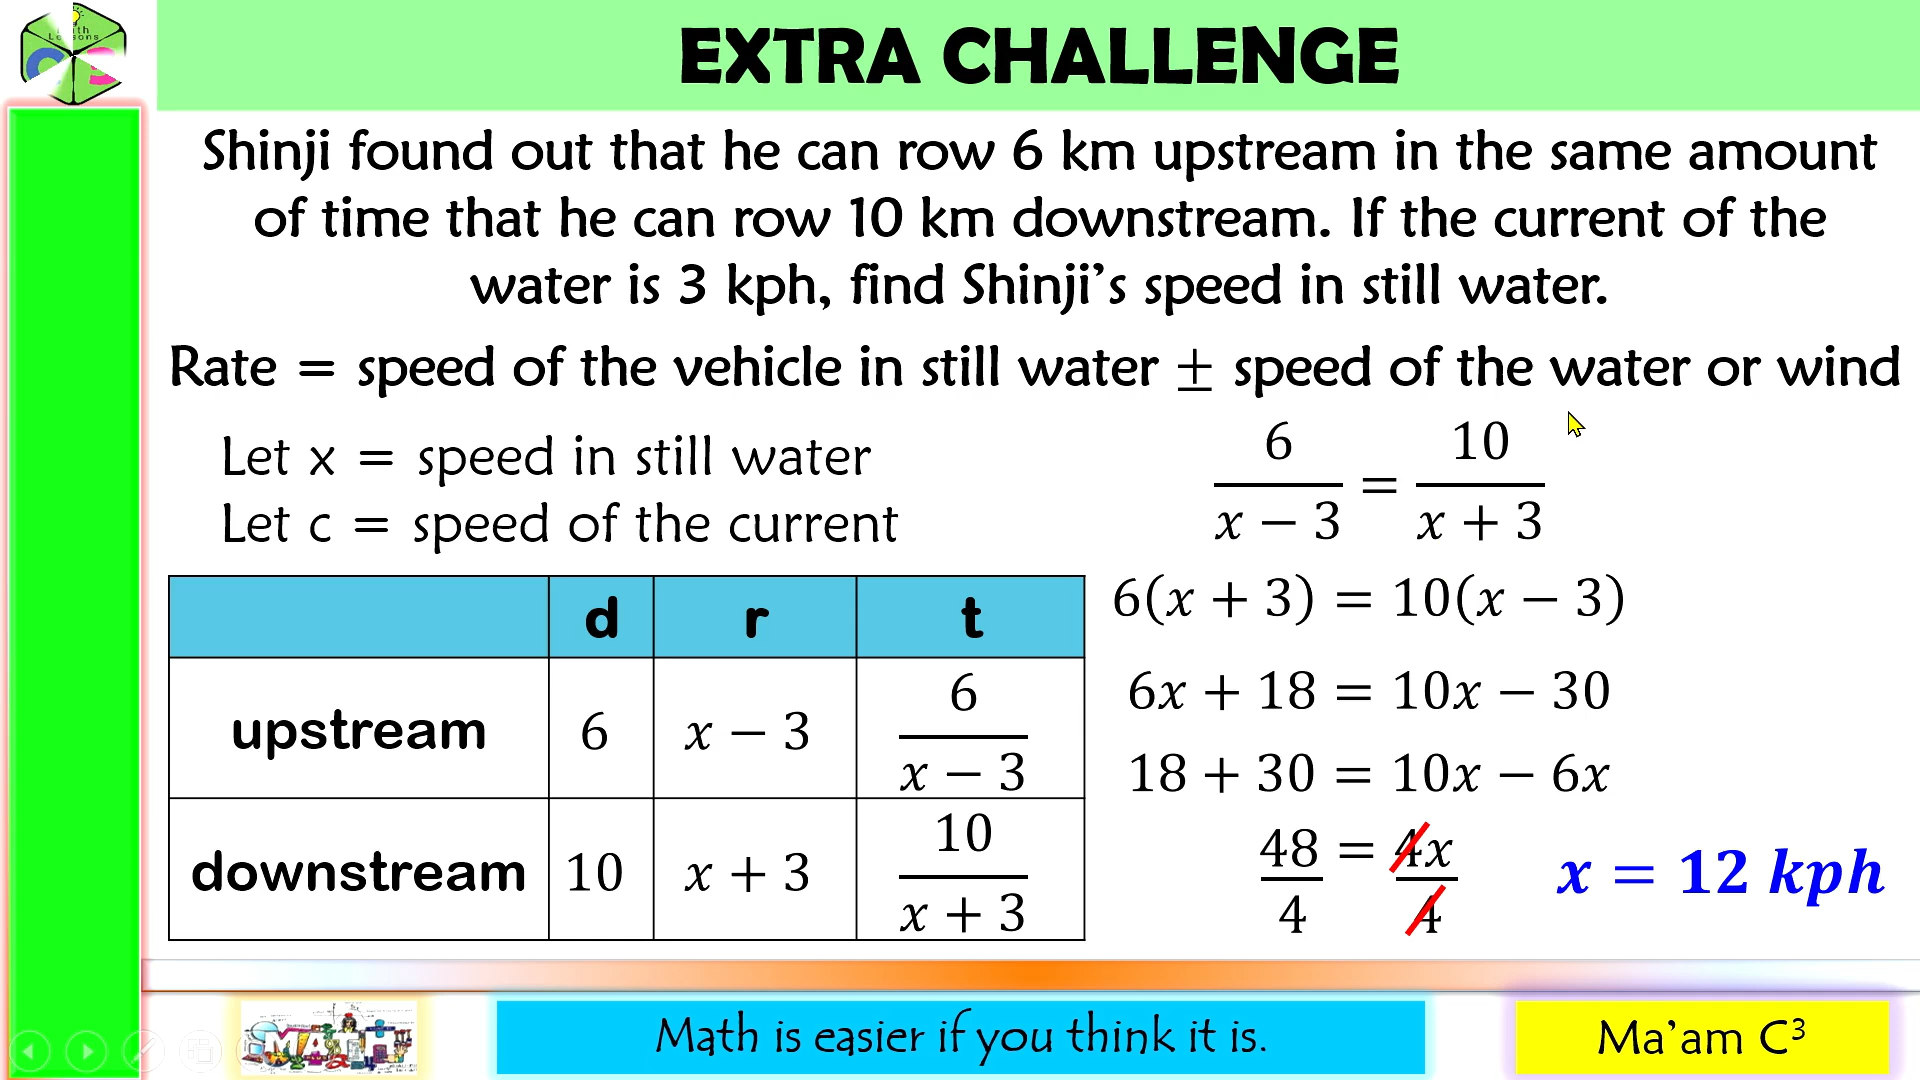 EXTRA CHALLENGE
Shinji found out that he can row 6 km upstream in the same amount
of time that he can row 10 km downstream. If the current of the
water is 3 kph, find Shinji’s speed in still water.
Rate = speed of the vehicle in still water ± speed of the water or wind
Let x = speed in still water
Let c = speed of the current
d r t
upstream 6 x − 3 6/(x − 3)
downstream 10 x + 3 10/(x + 3)
6/(x − 3) = 10/(x + 3)
6(x + 3) = 10(x − 3)
6x + 18 = 10x − 30
18 + 30 = 10x − 6x
48/4 = 4x/4
x = 12 kph
MATH
Math is easier if you think it is.
Ma’am C³